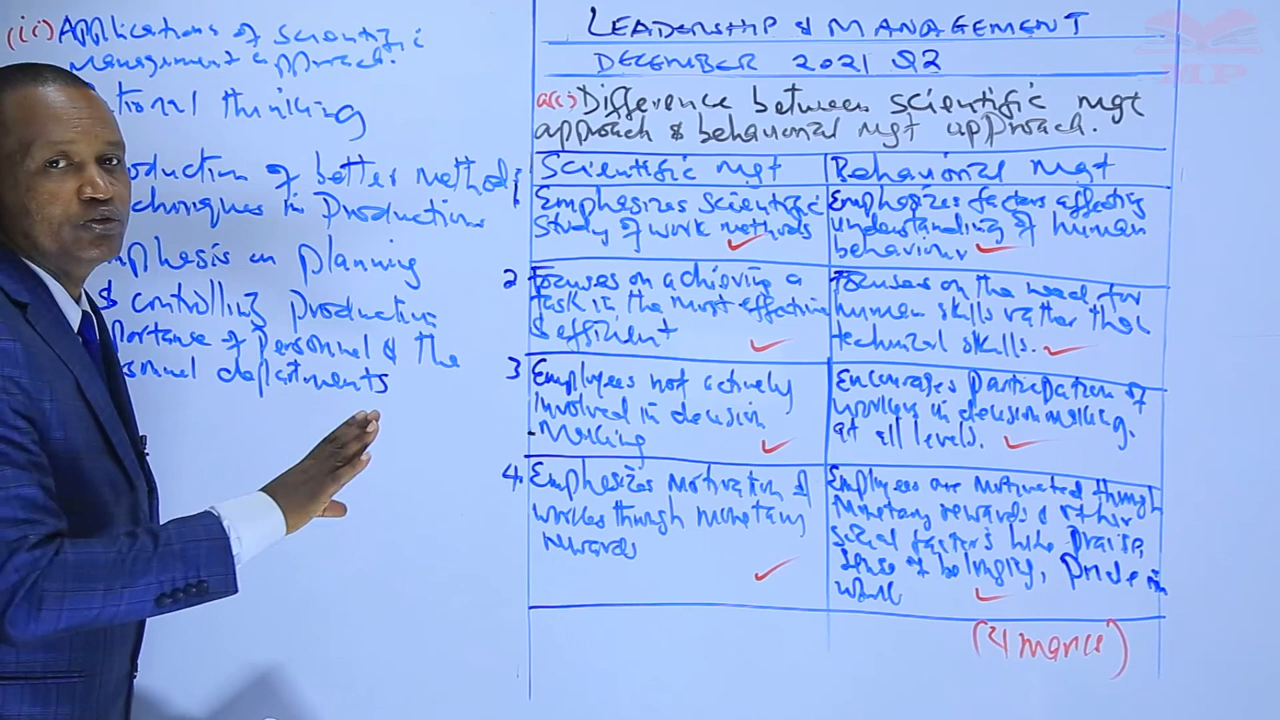 (ii) Applications of scientific
management approach.
thinking
of better methods
in Production
on planning
& controlling production
of Personnel & the
departments
LEADERSHIP & MANAGEMENT
DECEMBER 2021 Q2
a(i) Difference between scientific mgt
approach & behavioural mgt approach.
Scientific mgt
Behavioral mgt
1
Emphasizes scientific
study of work methods
Emphasizes factors affecting
understanding of human
behaviour
2
Focuses on achieving a
task in the most effective
& efficient
Focuses on the need for
human skills rather than
technical skills.
3
Employees not actively
involved in decision
-Making
Encourages Participation of
workers in decision making
at all levels.
4.
Emphasizes Motivation of
workers through monetary
rewards
Employees are motivated through
Monetary rewards & other
social factors like praise,
sense of belonging, pride in
work
(4 marks)
MP